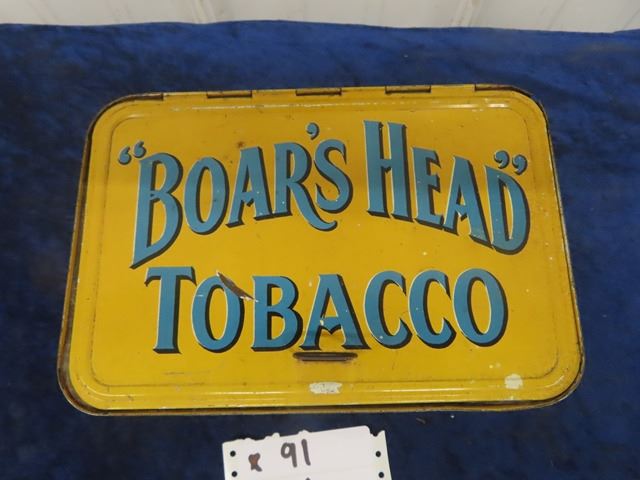 “BOAR'S HEAD”
TOBACCO
x 91